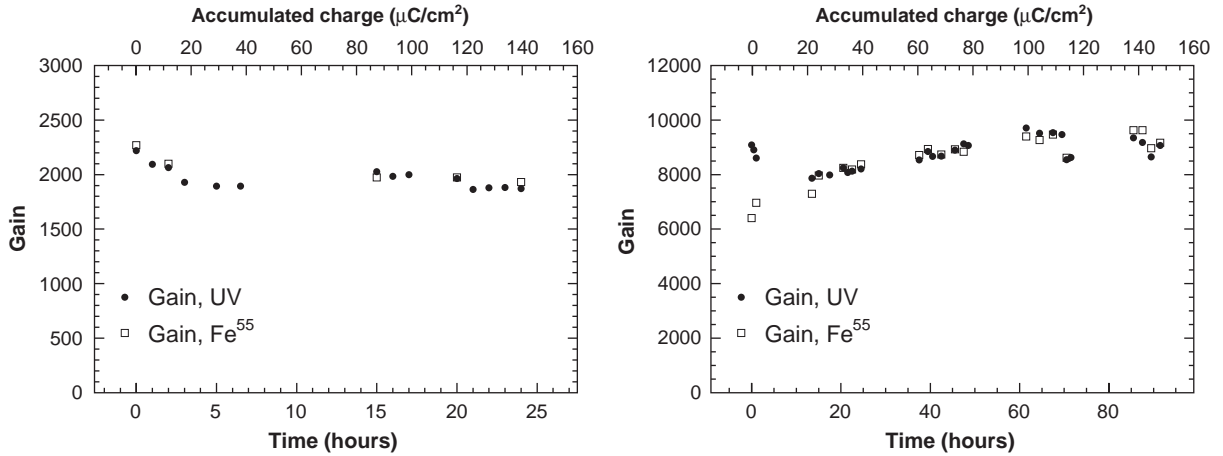 Accumulated charge (μC/cm²)
0 20 40 60 80 100 120 140 160
3000
2500
2000
1500
1000
500
0
Gain
Gain, UV
Gain, Fe⁵⁵
0 5 10 15 20 25
Time (hours)
Accumulated charge (μC/cm²)
0 20 40 60 80 100 120 140 160
12000
10000
8000
6000
4000
2000
0
Gain
Gain, UV
Gain, Fe⁵⁵
0 20 40 60 80
Time (hours)